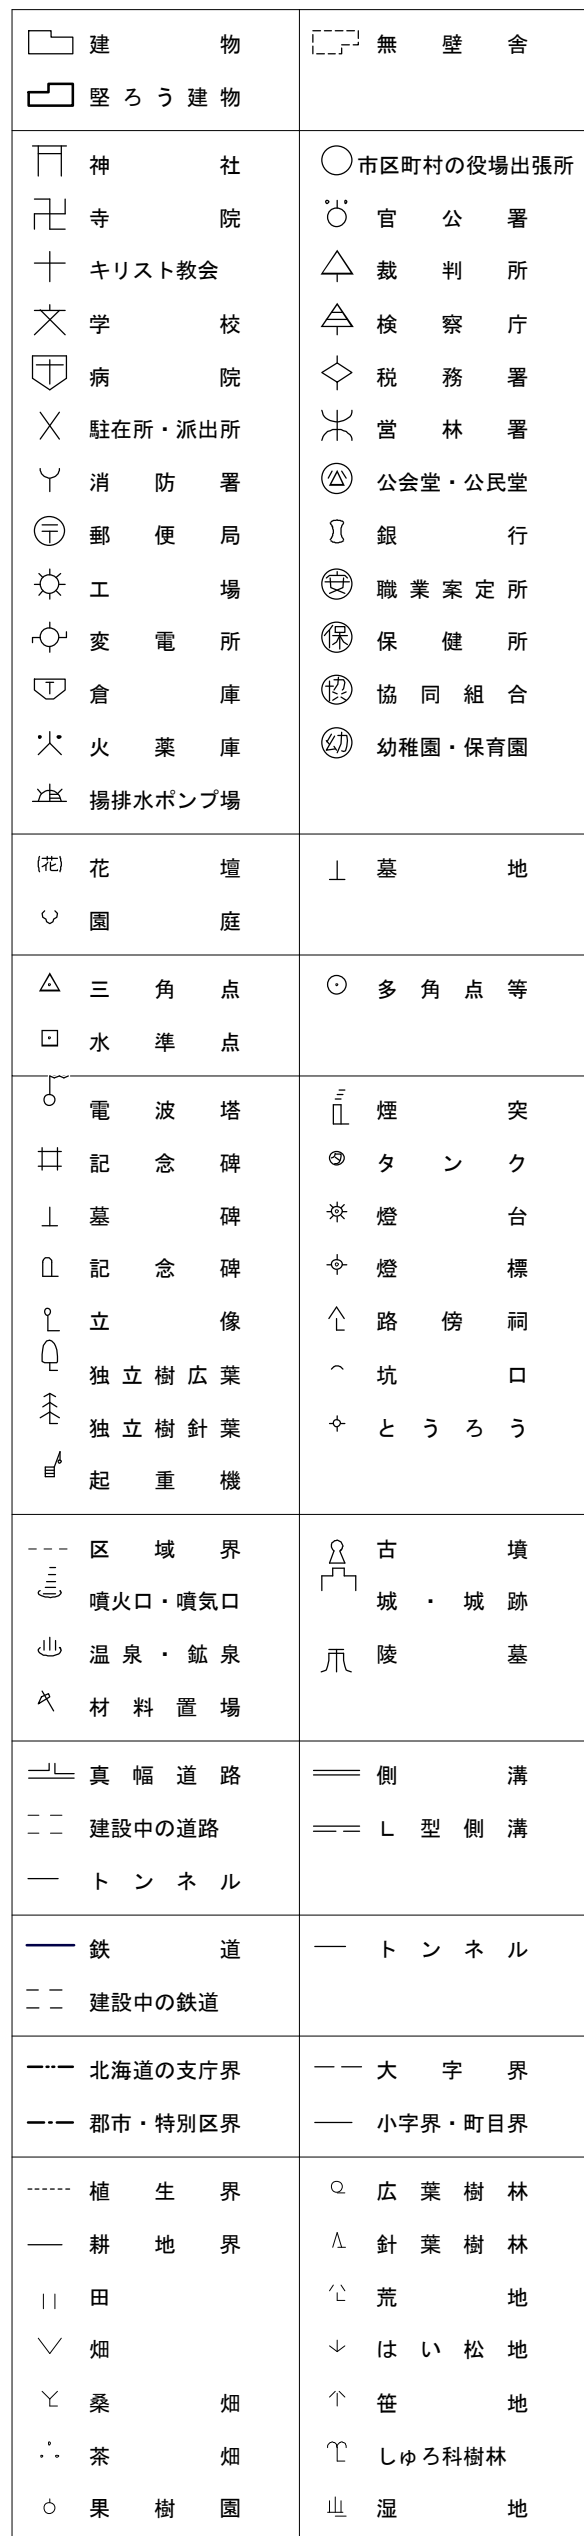 建物 無壁舎
堅ろう建物
神社 市区町村の役場出張所
寺院 官公署
キリスト教会 裁判所
学校 検察庁
病院 税務署
駐在所・派出所 営林署
消防署 公会堂・公民堂
郵便局 銀行
工場 安 職業案定所
変電所 保 保健所
倉庫 協 協同組合
火薬庫 幼 幼稚園・保育園
揚排水ポンプ場
(花) 花壇 墓地
園庭
三角点 多角点等
水準点
電波塔 煙突
記念碑 タ タンク
墓碑 燈台
記念碑 燈標
立像 路傍祠
独立樹広葉 坑口
独立樹針葉 とうろう
起重機
区域界 古墳
噴火口・噴気口 城・城跡
温泉・鉱泉 陵墓
材料置場
真幅道路 側溝
建設中の道路 L型側溝
トンネル
鉄道 トンネル
建設中の鉄道
北海道の支庁界 大字界
郡市・特別区界 小字界・町目界
植生界 広葉樹林
耕地界 針葉樹林
田 荒地
畑 はい松地
桑畑 笹地
茶畑 しゅろ科樹林
果樹園 湿地